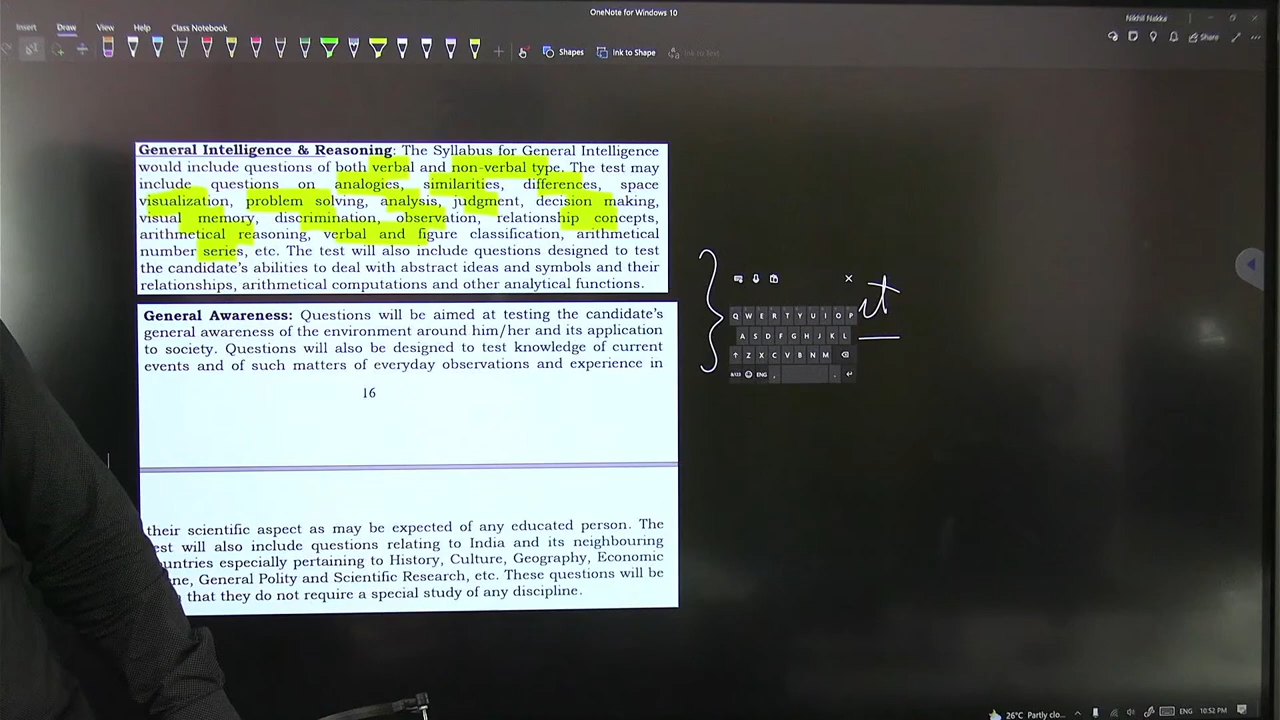 OneNote for Windows 10
Nikhil Nakka
Insert Draw View Help Class Notebook
Shapes Ink to Shape Ink to Text
Share
General Intelligence & Reasoning: The Syllabus for General Intelligence
would include questions of both verbal and non-verbal type. The test may
include questions on analogies, similarities, differences, space
visualization, problem solving, analysis, judgment, decision making,
visual memory, discrimination, observation, relationship concepts,
arithmetical reasoning, verbal and figure classification, arithmetical
number series, etc. The test will also include questions designed to test
the candidate's abilities to deal with abstract ideas and symbols and their
relationships, arithmetical computations and other analytical functions.
General Awareness: Questions will be aimed at testing the candidate's
general awareness of the environment around him/her and its application
to society. Questions will also be designed to test knowledge of current
events and of such matters of everyday observations and experience in
16
their scientific aspect as may be expected of any educated person. The
est will also include questions relating to India and its neighbouring
untries especially pertaining to History, Culture, Geography, Economic
ne, General Polity and Scientific Research, etc. These questions will be
that they do not require a special study of any discipline.
Q W E R T Y U I O P
A S D F G H J K L
Z X C V B N M
&123 ENG , .
26°C Partly clo... ENG 10:52 PM